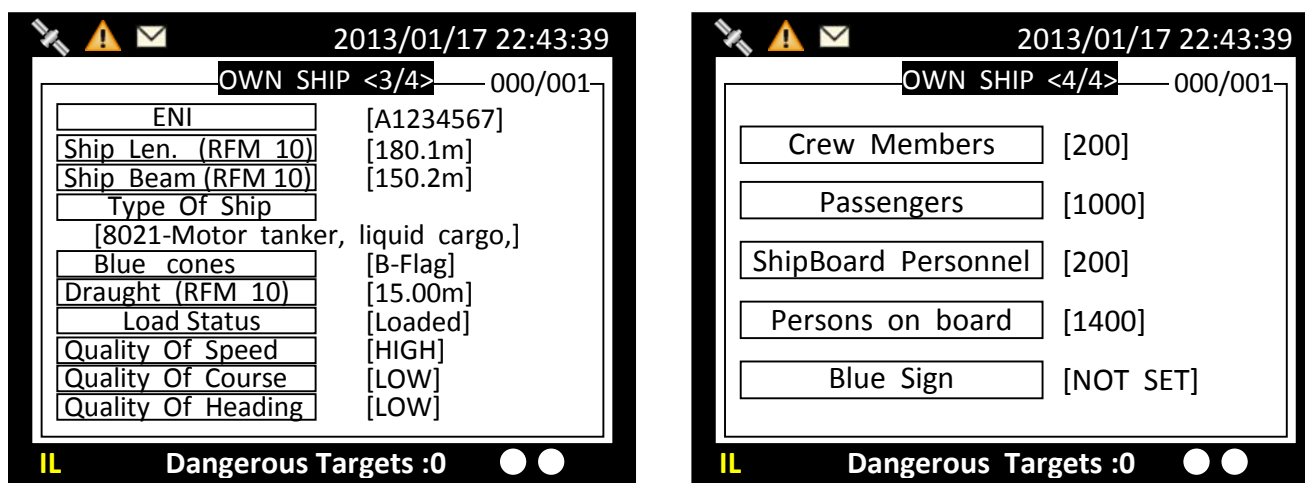 2013/01/17 22:43:39
OWN SHIP <3/4> 000/001
ENI [A1234567]
Ship Len. (RFM 10) [180.1m]
Ship Beam (RFM 10) [150.2m]
Type Of Ship
[8021-Motor tanker, liquid cargo,]
Blue cones [B-Flag]
Draught (RFM 10) [15.00m]
Load Status [Loaded]
Quality Of Speed [HIGH]
Quality Of Course [LOW]
Quality Of Heading [LOW]
IL Dangerous Targets :0
2013/01/17 22:43:39
OWN SHIP <4/4> 000/001
Crew Members [200]
Passengers [1000]
ShipBoard Personnel [200]
Persons on board [1400]
Blue Sign [NOT SET]
IL Dangerous Targets :0